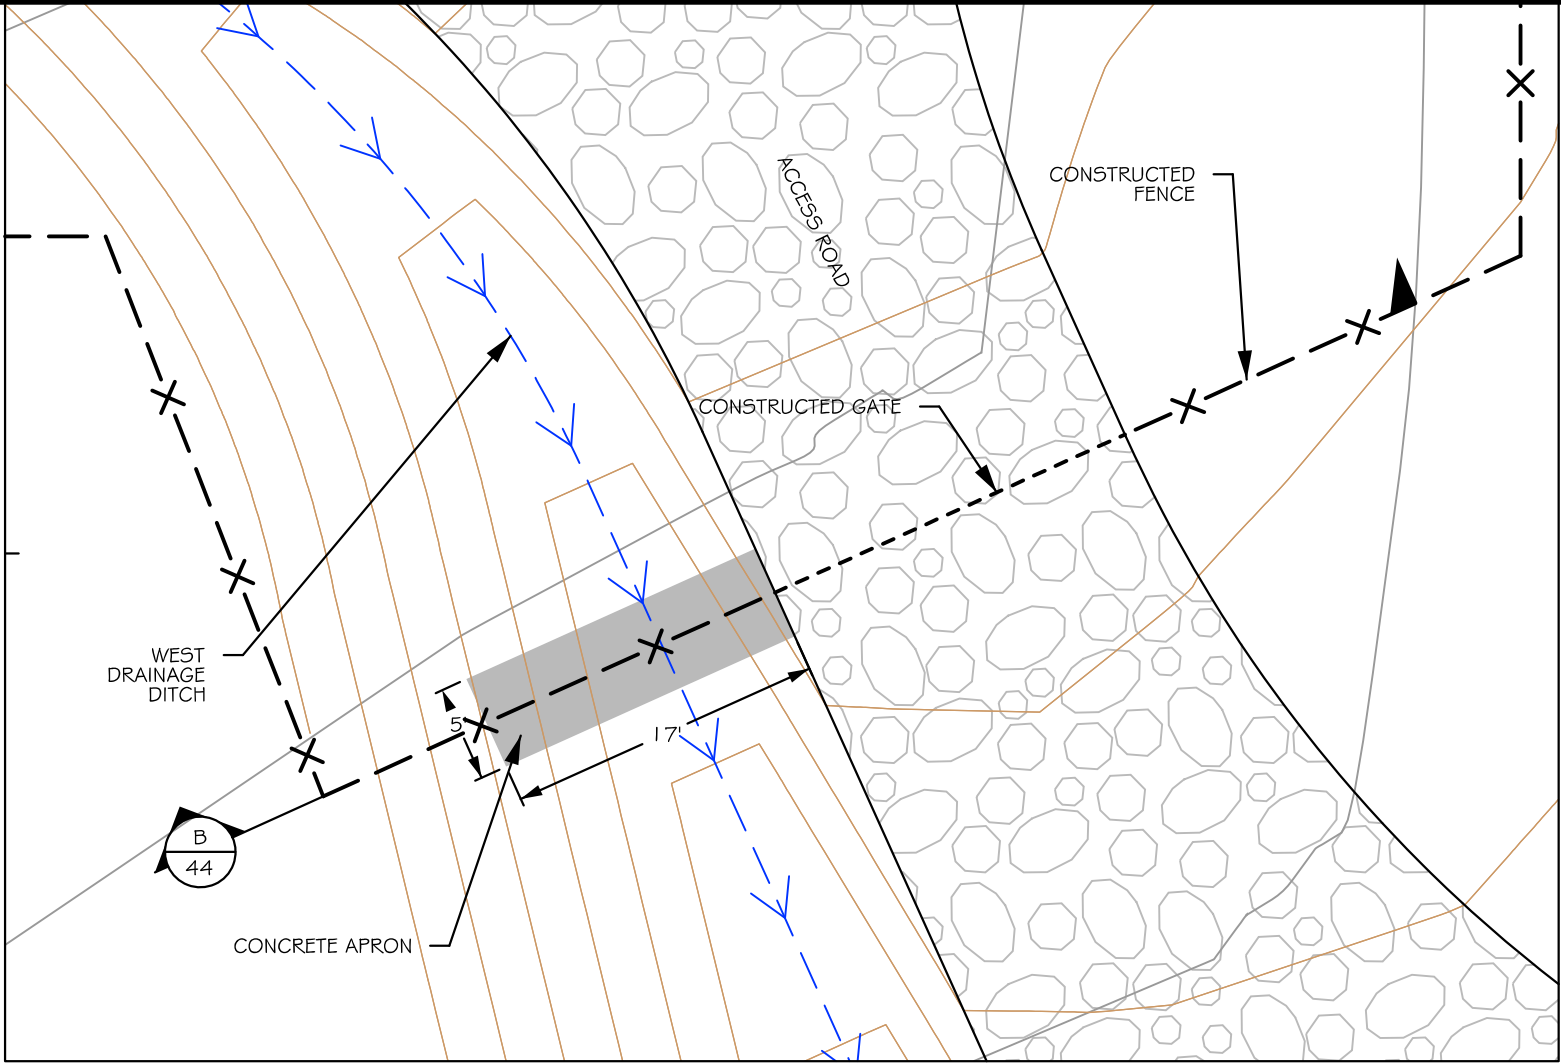 ACCESS ROAD
CONSTRUCTED
FENCE
CONSTRUCTED GATE
WEST
DRAINAGE
DITCH
5'
17'
B
44
CONCRETE APRON